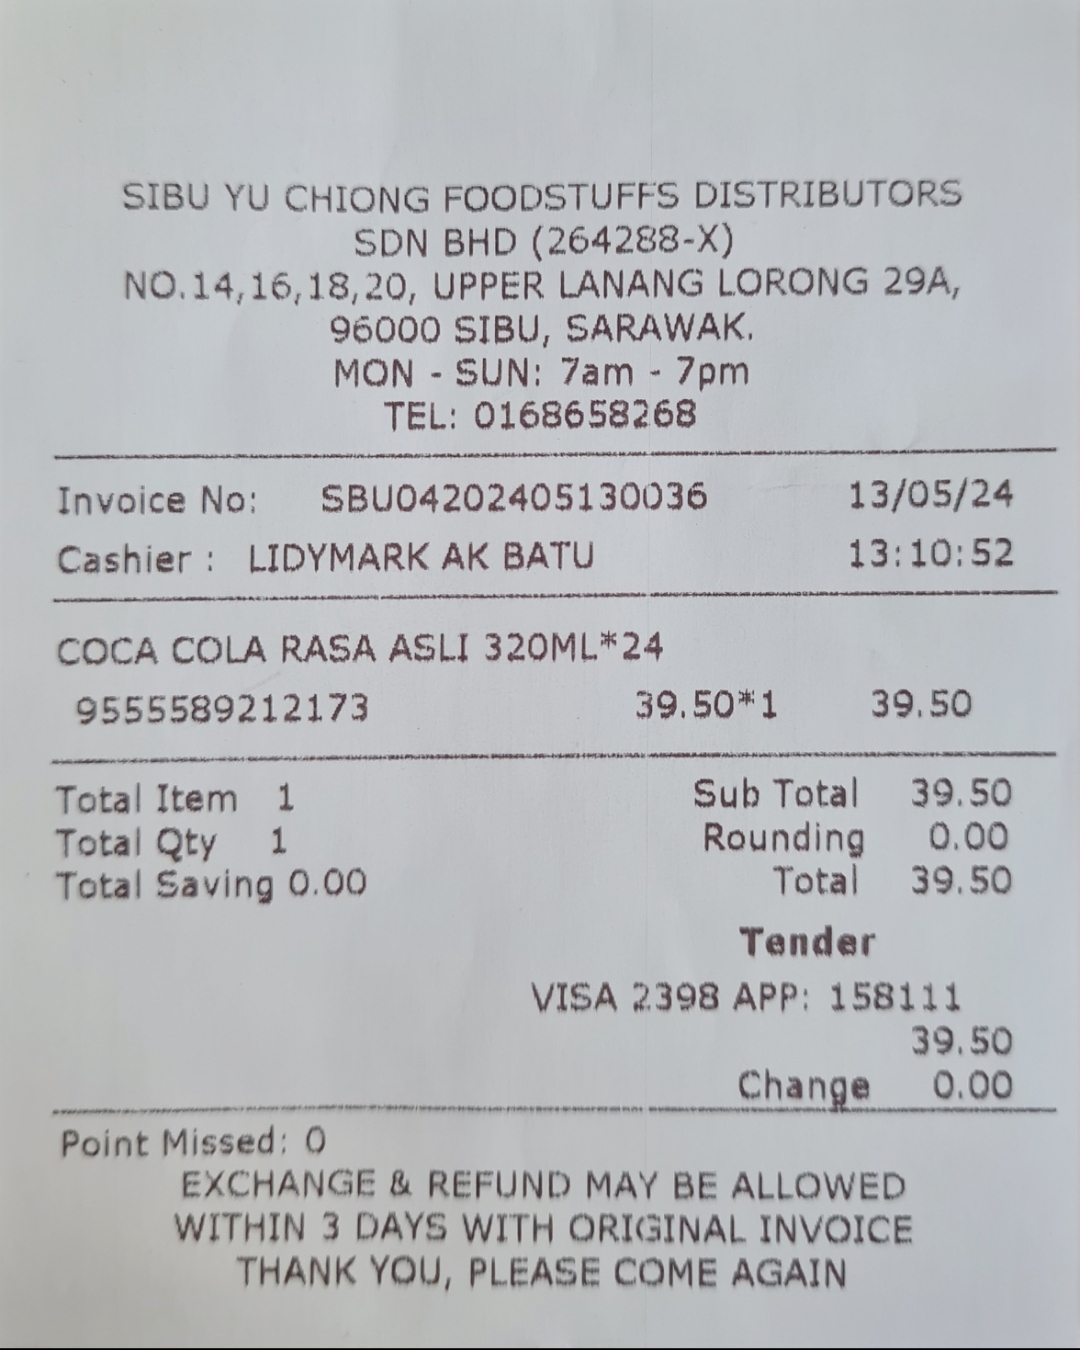 SIBU YU CHIONG FOODSTUFFS DISTRIBUTORS
SDN BHD (264288-X)
NO.14,16,18,20, UPPER LANANG LORONG 29A,
96000 SIBU, SARAWAK.
MON - SUN: 7am - 7pm
TEL: 0168658268
Invoice No: SBU04202405130036 13/05/24
Cashier : LIDYMARK AK BATU 13:10:52
COCA COLA RASA ASLI 320ML*24
9555589212173 39.50*1 39.50
Total Item 1 Sub Total 39.50
Total Qty 1 Rounding 0.00
Total Saving 0.00 Total 39.50
Tender
VISA 2398 APP: 158111
39.50
Change 0.00
Point Missed: 0
EXCHANGE & REFUND MAY BE ALLOWED
WITHIN 3 DAYS WITH ORIGINAL INVOICE
THANK YOU, PLEASE COME AGAIN